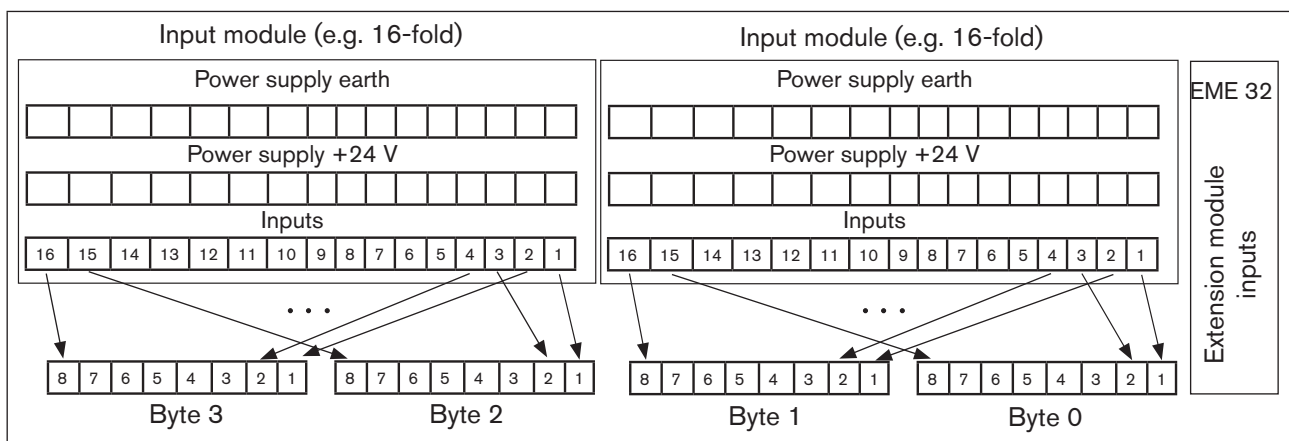 Input module (e.g. 16-fold)
Power supply earth
Power supply +24 V
Inputs
16 15 14 13 12 11 10 9 8 7 6 5 4 3 2 1
. . .
8 7 6 5 4 3 2 1
Byte 3
8 7 6 5 4 3 2 1
Byte 2
Input module (e.g. 16-fold)
Power supply earth
Power supply +24 V
Inputs
16 15 14 13 12 11 10 9 8 7 6 5 4 3 2 1
. . .
8 7 6 5 4 3 2 1
Byte 1
8 7 6 5 4 3 2 1
Byte 0
EME 32
Extension module
inputs